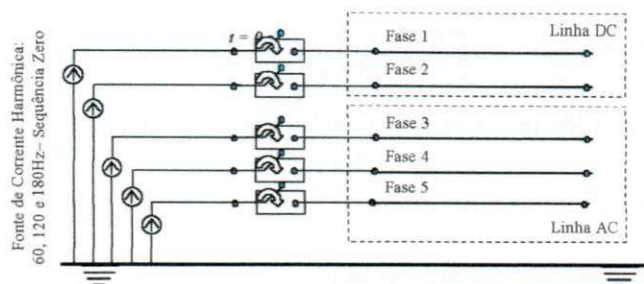 Fonte de Corrente Harmônica:
60, 120 e 180Hz– Sequência Zero
t = 0
Fase 1
Linha DC
Fase 2
Fase 3
Fase 4
Fase 5
Linha AC